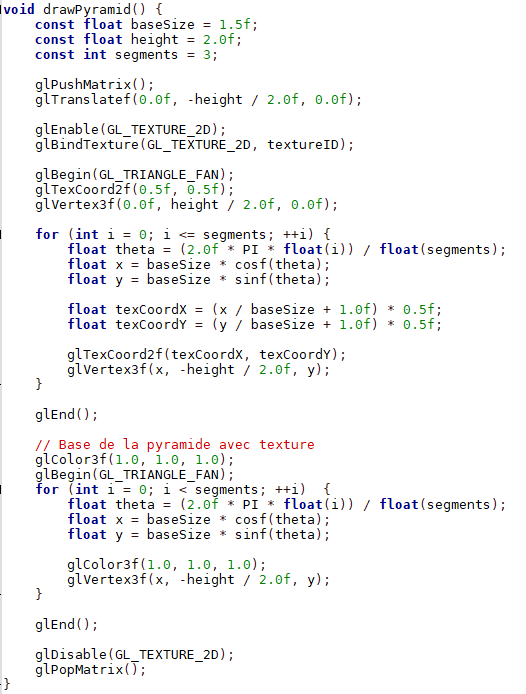 void drawPyramid() {
    const float baseSize = 1.5f;
    const float height = 2.0f;
    const int segments = 3;

    glPushMatrix();
    glTranslatef(0.0f, -height / 2.0f, 0.0f);

    glEnable(GL_TEXTURE_2D);
    glBindTexture(GL_TEXTURE_2D, textureID);

    glBegin(GL_TRIANGLE_FAN);
    glTexCoord2f(0.5f, 0.5f);
    glVertex3f(0.0f, height / 2.0f, 0.0f);

    for (int i = 0; i <= segments; ++i) {
        float theta = (2.0f * PI * float(i)) / float(segments);
        float x = baseSize * cosf(theta);
        float y = baseSize * sinf(theta);

        float texCoordX = (x / baseSize + 1.0f) * 0.5f;
        float texCoordY = (y / baseSize + 1.0f) * 0.5f;

        glTexCoord2f(texCoordX, texCoordY);
        glVertex3f(x, -height / 2.0f, y);
    }

    glEnd();

    // Base de la pyramide avec texture
    glColor3f(1.0, 1.0, 1.0);
    glBegin(GL_TRIANGLE_FAN);
    for (int i = 0; i < segments; ++i)  {
        float theta = (2.0f * PI * float(i)) / float(segments);
        float x = baseSize * cosf(theta);
        float y = baseSize * sinf(theta);

        glColor3f(1.0, 1.0, 1.0);
        glVertex3f(x, -height / 2.0f, y);
    }

    glEnd();

    glDisable(GL_TEXTURE_2D);
    glPopMatrix();
}